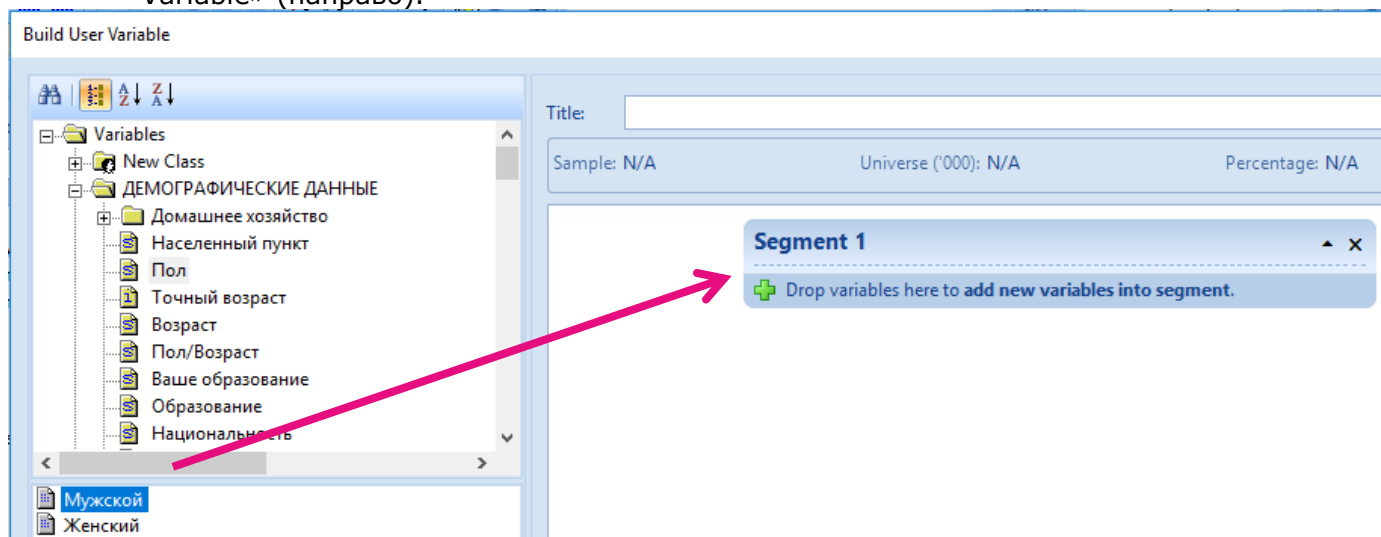 Variable» (направо).
Build User Variable
Variables
New Class
ДЕМОГРАФИЧЕСКИЕ ДАННЫЕ
Домашнее хозяйство
Населенный пункт
Пол
Точный возраст
Возраст
Пол/Возраст
Ваше образование
Образование
Национальность
Мужской
Женский
Title:
Sample: N/A Universe ('000): N/A Percentage: N/A
Segment 1
Drop variables here to add new variables into segment.